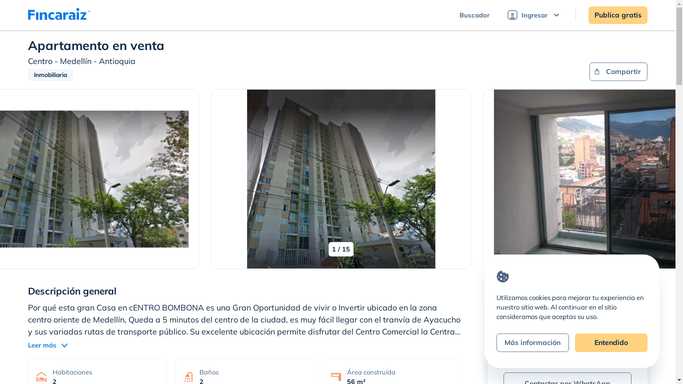 Fincaraiz
Buscador
Ingresar
Publica gratis
Apartamento en venta
Centro - Medellín - Antioquia
Inmobiliaria
Compartir
1 / 15
Descripción general
Por qué esta gran Casa en cENTRO BOMBONA es una Gran Oportunidad de vivir o Invertir ubicado en la zona
centro oriente de Medellín, Queda a 5 minutos del centro de la ciudad, es muy fácil llegar con el tranvía de Ayacucho
y sus variadas rutas de transporte público. Su excelente ubicación permite disfrutar del Centro Comercial la Centra...
Leer más
Habitaciones
2
Baños
2
Área construida
56 m²
Utilizamos cookies para mejorar tu experiencia en
nuestro sitio web. Al continuar en el sitio
consideramos que aceptas su uso.
Más información
Entendido
Contactar por WhatsApp